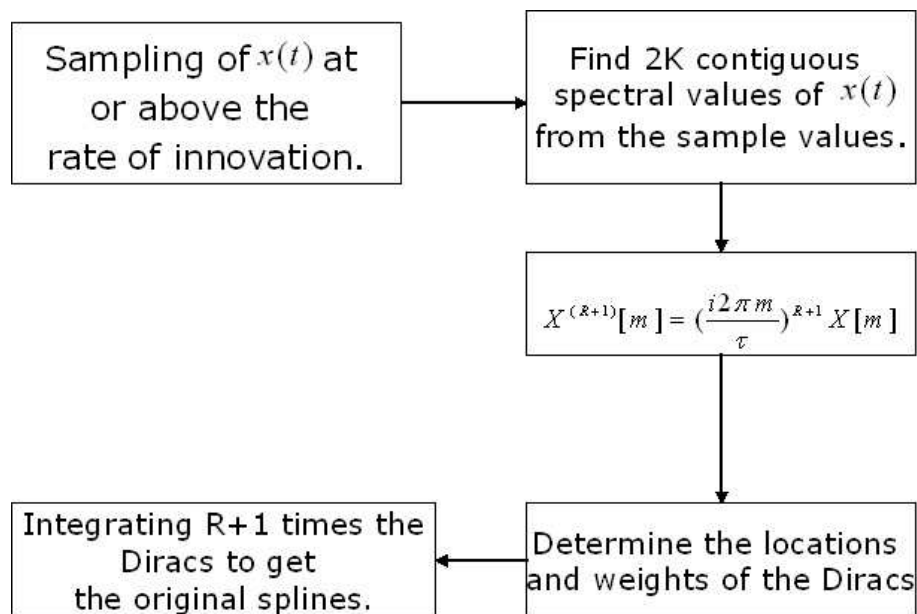 Sampling of x(t) at
or above the
rate of innovation.
Find 2K contiguous
spectral values of x(t)
from the sample values.
X^(R+1)[m] = (i2πm/τ)^R+1 X[m]
Determine the locations
and weights of the Diracs
Integrating R+1 times the
Diracs to get
the original splines.